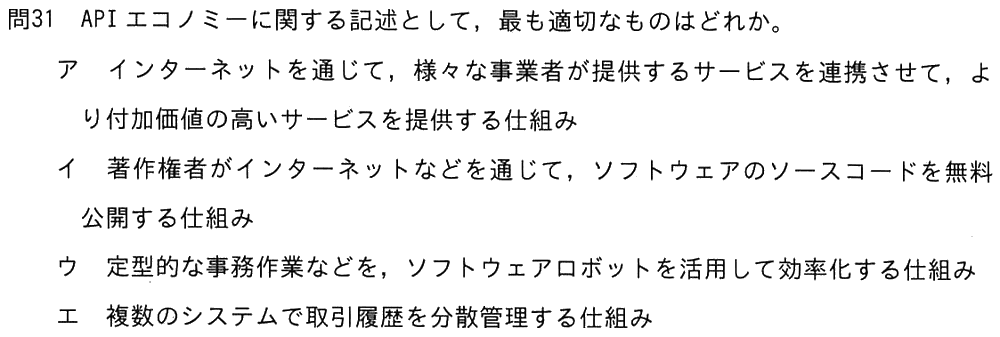 問31　APIエコノミーに関する記述として，最も適切なものはどれか。
ア　インターネットを通じて，様々な事業者が提供するサービスを連携させて，よ
り付加価値の高いサービスを提供する仕組み
イ　著作権者がインターネットなどを通じて，ソフトウェアのソースコードを無料
公開する仕組み
ウ　定型的な事務作業などを，ソフトウェアロボットを活用して効率化する仕組み
エ　複数のシステムで取引履歴を分散管理する仕組み